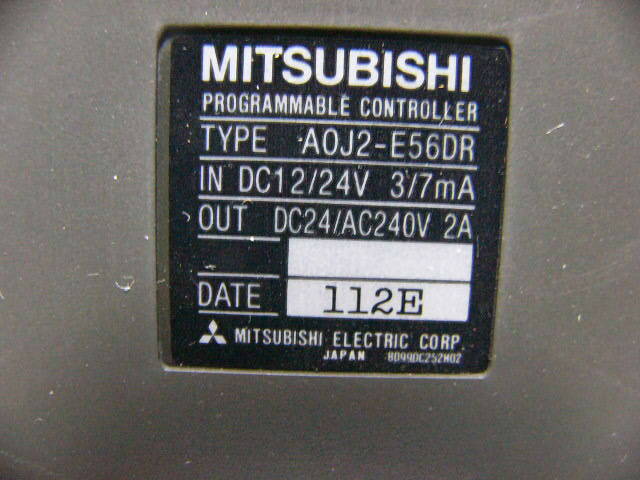 MITSUBISHI
PROGRAMMABLE CONTROLLER
TYPE A0J2-E56DR
IN DC12/24V 3/7mA
OUT DC24/AC240V 2A
DATE 112E
MITSUBISHI ELECTRIC CORP.
JAPAN BD990C252H02